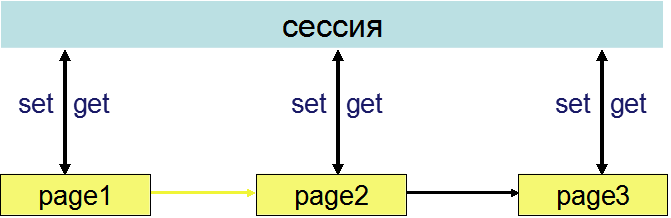 сессия
set get set get set get
page1 page2 page3